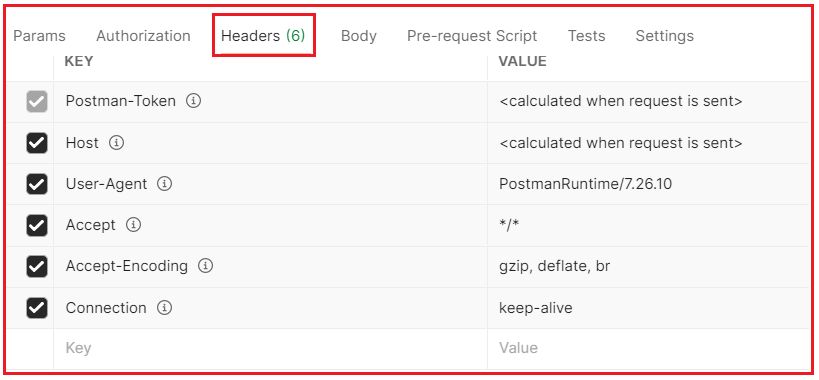 Params Authorization Headers (6) Body Pre-request Script Tests Settings
KEY VALUE
Postman-Token <calculated when request is sent>
Host <calculated when request is sent>
User-Agent PostmanRuntime/7.26.10
Accept */*
Accept-Encoding gzip, deflate, br
Connection keep-alive
Key Value